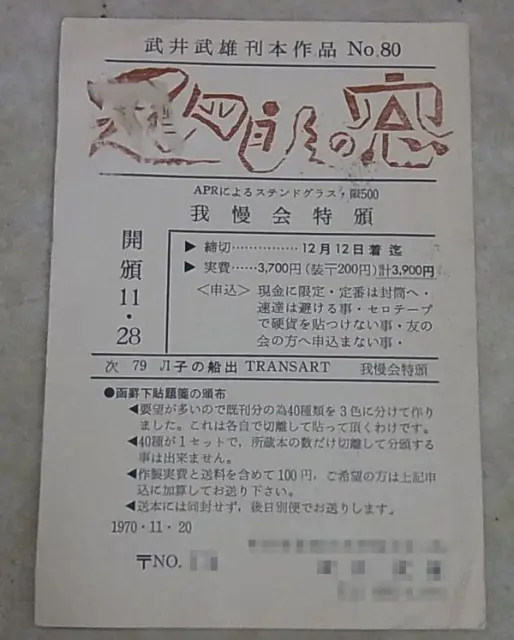 武井武雄刊本作品 No.80
の窓
APRによるステンドグラス・限500
我慢会特頒
開頒11・28
▶ 締切……………12月12日着迄
▶ 実費……3,700円(装〒200円)計3,900円
<申込> 現金に限定・定番は封筒へ・
速達は避ける事・セロテープ
で硬貨を貼つけない事・友の
会の方へ申込まない事・
次 79 子の船出 TRANSART 我慢会特頒
●函罫下貼題箋の頒布
◀要望が多いので既刊分の為40種類を3色に分けて作り
ました。これは各自で切離して貼って頂くわけです。
◀40種が1セットで,所蔵本の数だけ切離して分頒する
事は出来ません。
◀作製実費と送料を含めて100円,ご希望の方は上記申
込に加算してお送り下さい。
◀送本には同封せず,後日別便でお送りします。
1970・11・20
〒NO.